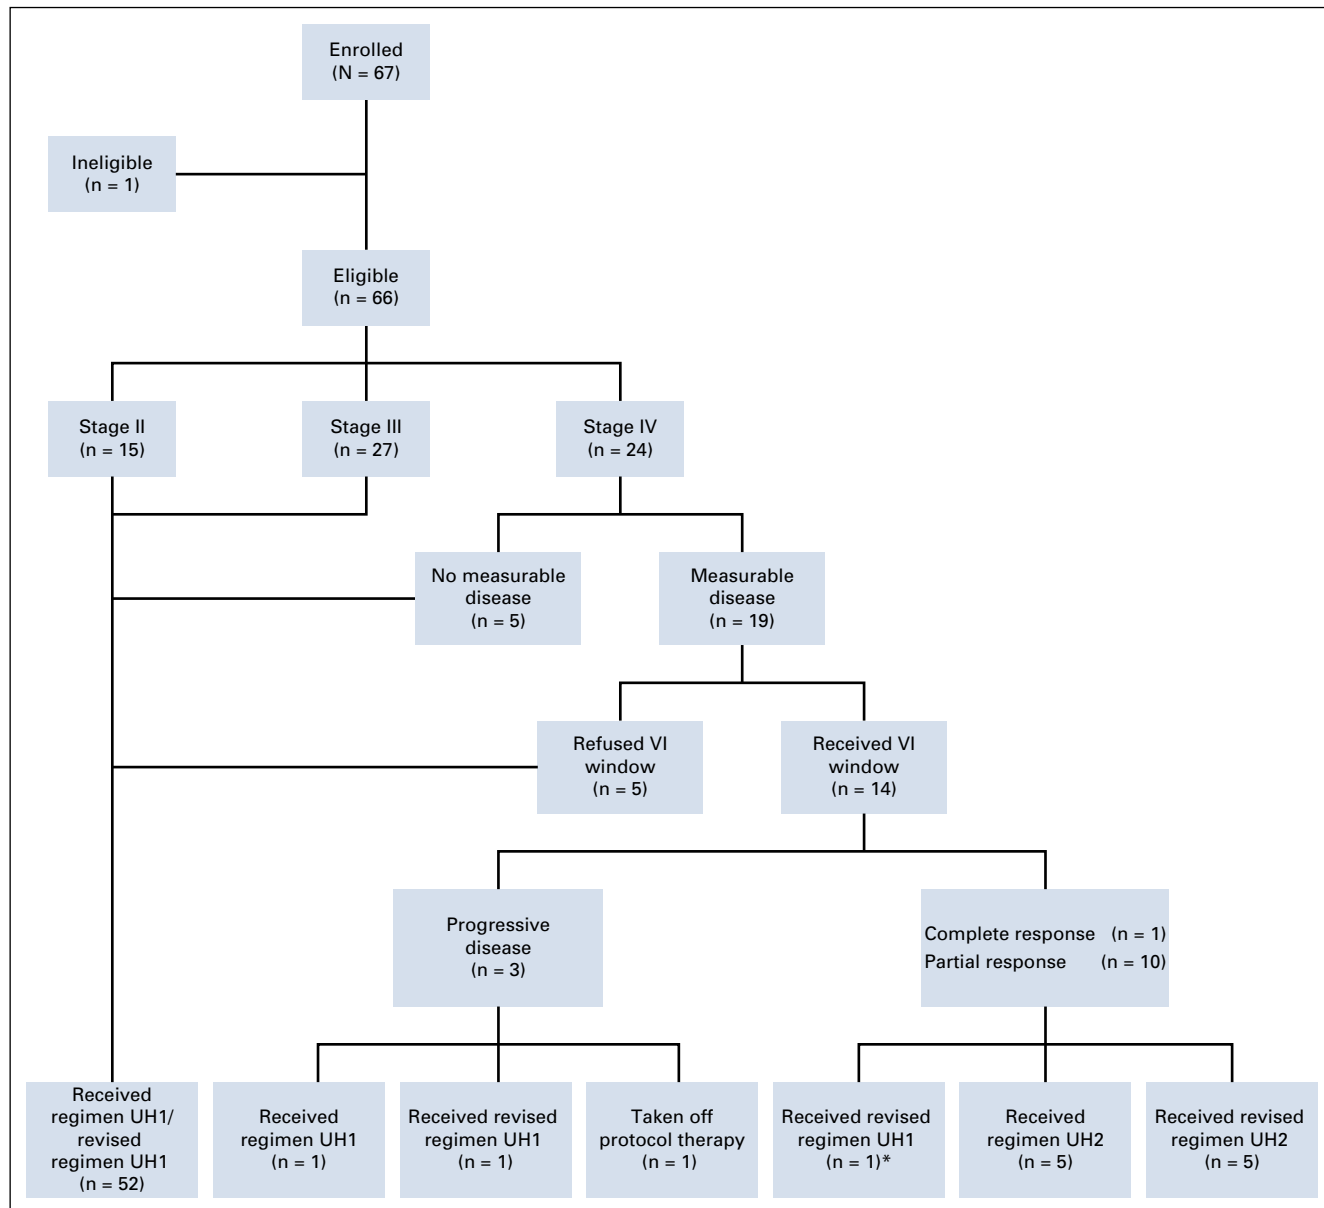 Enrolled
(N = 67)
Ineligible
(n = 1)
Eligible
(n = 66)
Stage II
(n = 15)
Stage III
(n = 27)
Stage IV
(n = 24)
No measurable
disease
(n = 5)
Measurable
disease
(n = 19)
Refused VI
window
(n = 5)
Received VI
window
(n = 14)
Progressive
disease
(n = 3)
Complete response (n = 1)
Partial response (n = 10)
Received
regimen UH1/
revised
regimen UH1
(n = 52)
Received
regimen UH1
(n = 1)
Received revised
regimen UH1
(n = 1)
Taken off
protocol therapy
(n = 1)
Received revised
regimen UH1
(n = 1)*
Received
regimen UH2
(n = 5)
Received revised
regimen UH2
(n = 5)